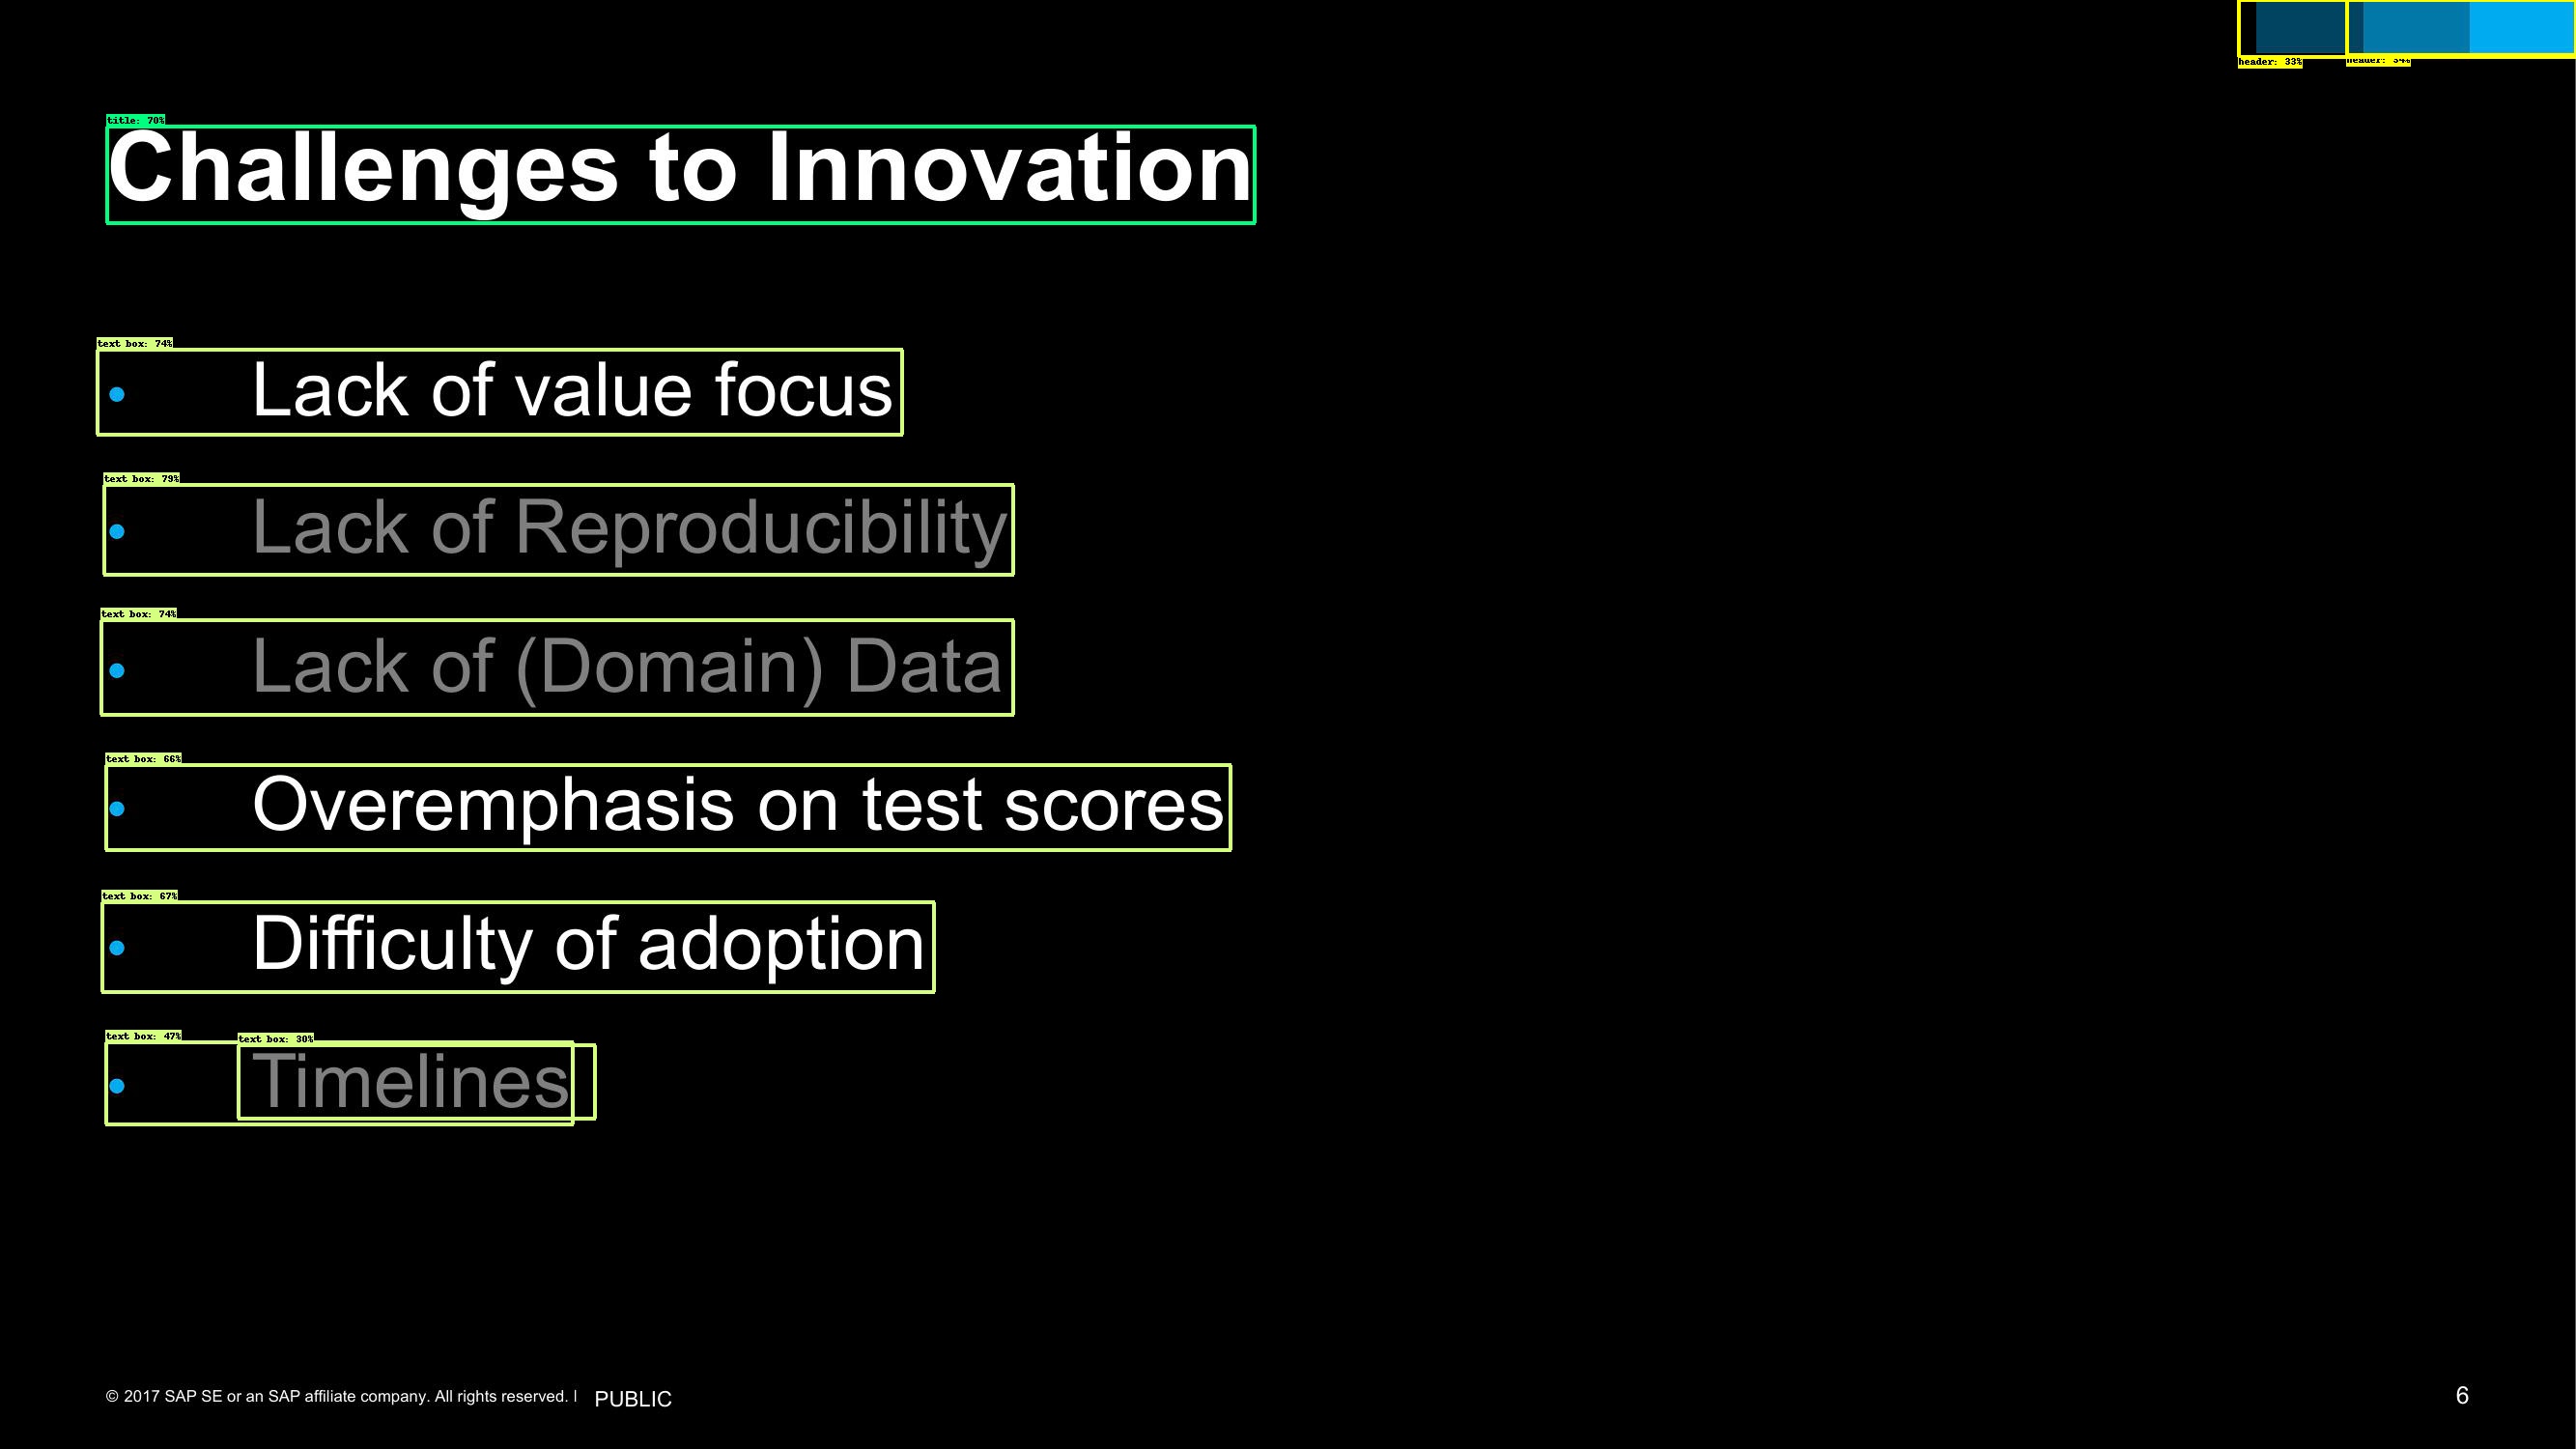 header: 33%
header: 34%
title: 70%
Challenges to Innovation
text box: 74%
• Lack of value focus
text box: 79%
• Lack of Reproducibility
text box: 74%
• Lack of (Domain) Data
text box: 66%
• Overemphasis on test scores
text box: 67%
• Difficulty of adoption
text box: 47% text box: 30%
• Timelines
© 2017 SAP SE or an SAP affiliate company. All rights reserved. | PUBLIC 6